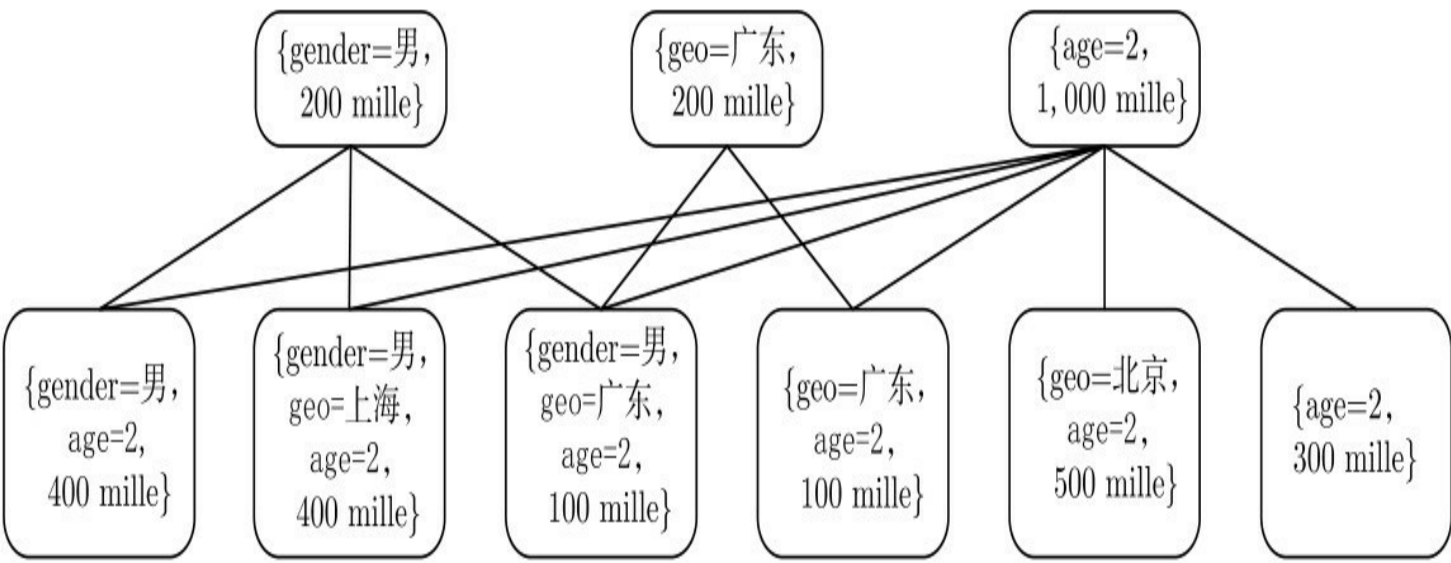 {gender=男,
200 mille}
{geo=广东,
200 mille}
{age=2,
1,000 mille}
{gender=男,
age=2,
400 mille}
{gender=男,
geo=上海,
age=2,
400 mille}
{gender=男,
geo=广东,
age=2,
100 mille}
{geo=广东,
age=2,
100 mille}
{geo=北京,
age=2,
500 mille}
{age=2,
300 mille}